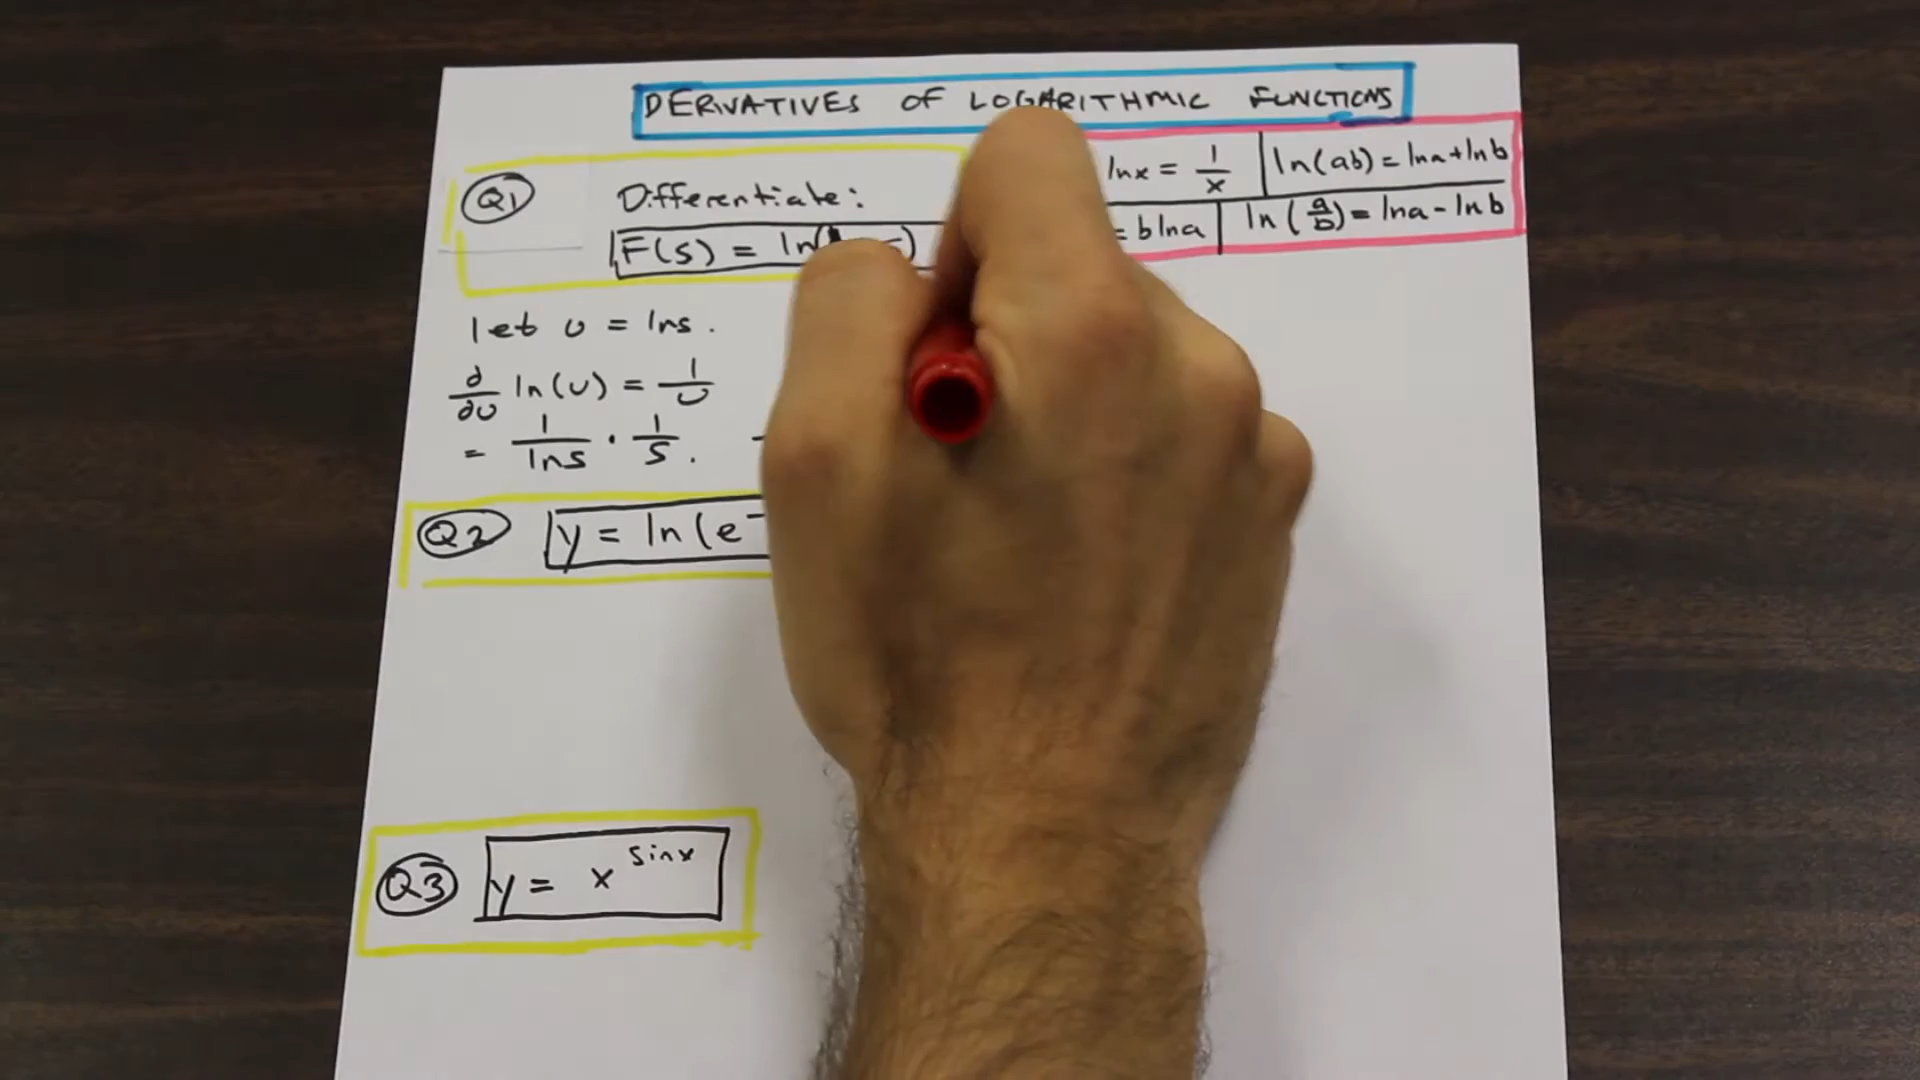 DERIVATIVES OF LOGARITHMIC FUNCTIONS
lnx = 1/x | ln(ab) = lna + lnb
= blna | ln(a/b) = lna - lnb
Q1 Differentiate:
F(s) = ln(
let u = lns.
d/du ln(u) = 1/u
= 1/lns · 1/s.
Q2 y = ln(e^-
Q3 y = x^sinx